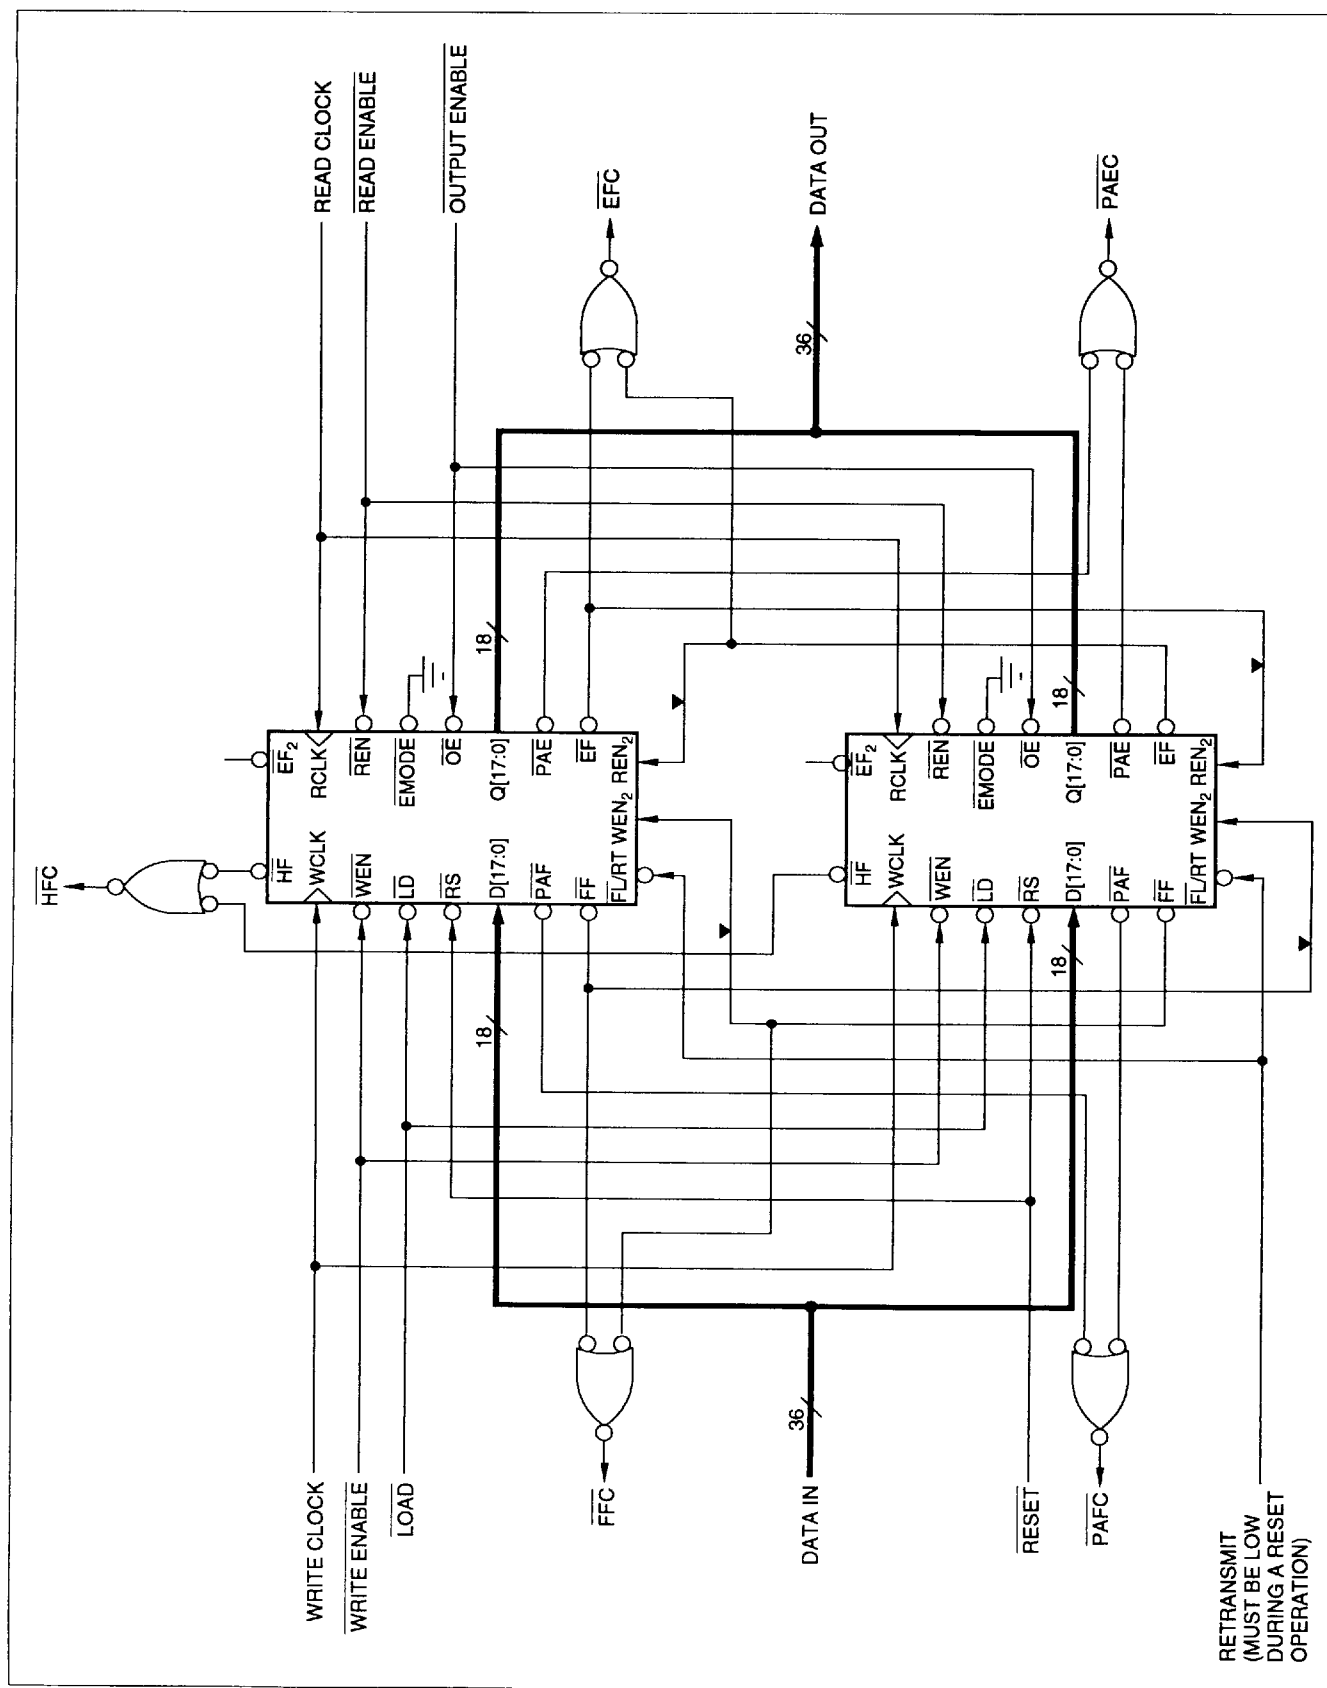 HFC
READ CLOCK
READ ENABLE
OUTPUT ENABLE
EFC
DATA OUT
36
PAEC
HF
EF2
WCLK
RCLK
WEN
REN
LD
EMODE
RS
OE
D[17:0]
Q[17:0]
18
18
PAF
PAE
FF
EF
FL/RT WEN2 REN2
HF
EF2
WCLK
RCLK
WEN
REN
LD
EMODE
RS
OE
D[17:0]
Q[17:0]
18
18
PAF
PAE
FF
EF
FL/RT WEN2 REN2
WRITE CLOCK
WRITE ENABLE
LOAD
FFC
DATA IN
36
RESET
PAFC
RETRANSMIT
(MUST BE LOW
DURING A RESET
OPERATION)